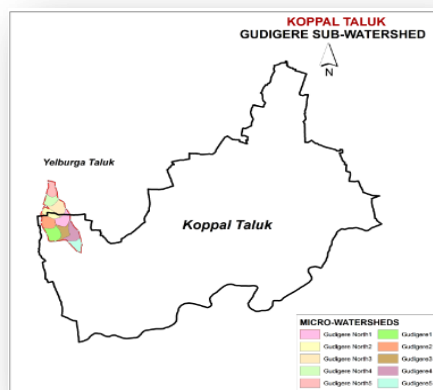 KOPPAL TALUK
GUDIGERE SUB-WATERSHED
N
Yelburga Taluk
Koppal Taluk
MICRO-WATERSHEDS
Gudigere North1 Gudigere1
Gudigere North2 Gudigere2
Gudigere North3 Gudigere3
Gudigere North4 Gudigere4
Gudigere North5 Gudigere5